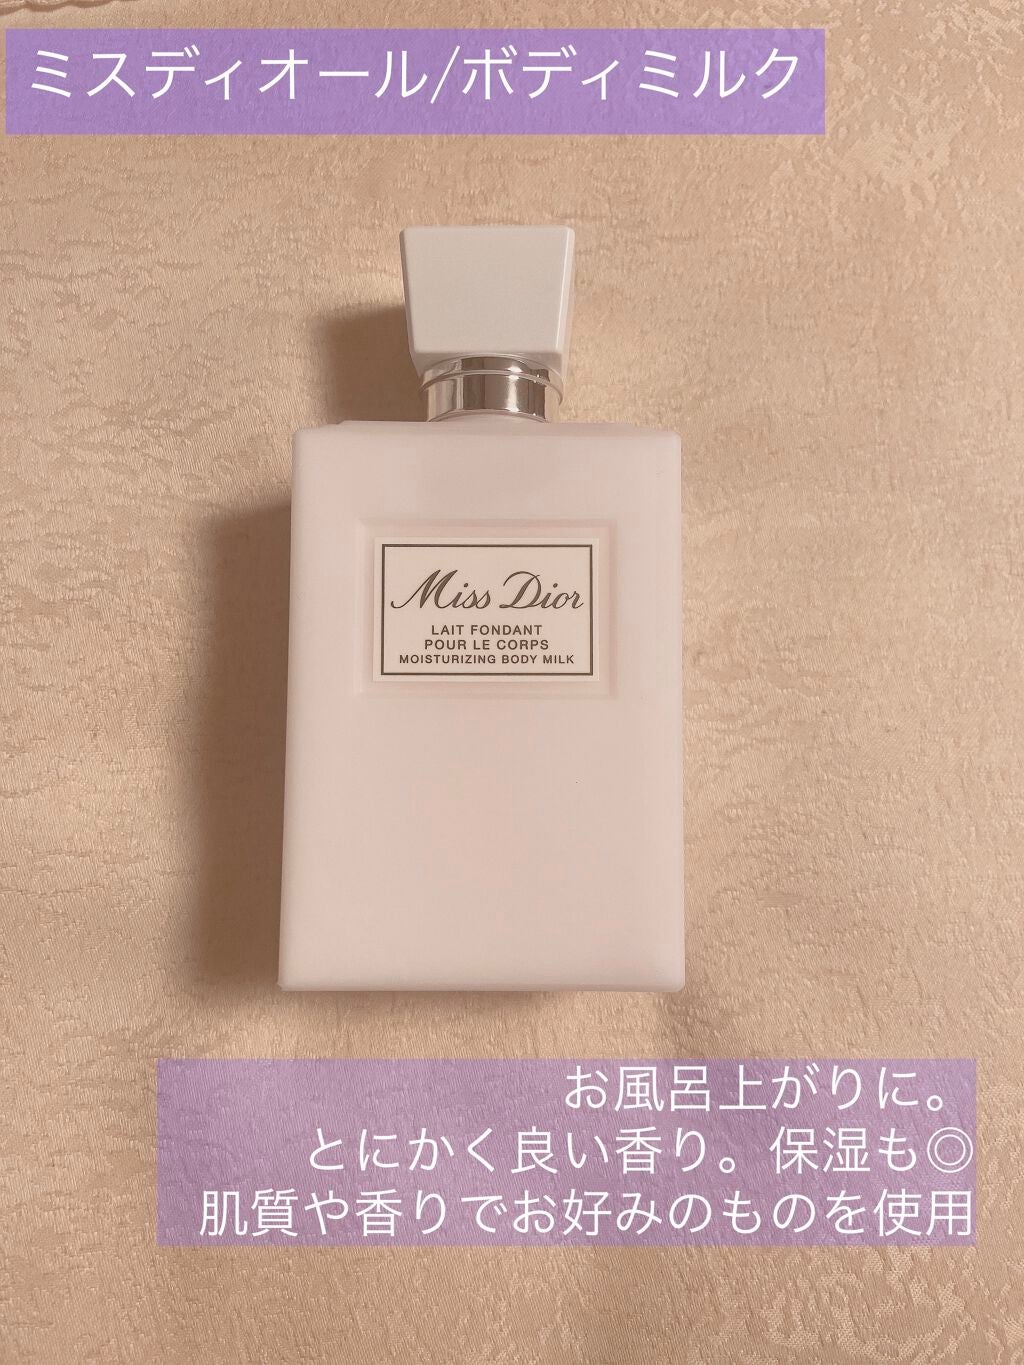 ミスディオール/ボディミルク
Miss Dior
LAIT FONDANT
POUR LE CORPS
MOISTURIZING BODY MILK
お風呂上がりに。
とにかく良い香り。保湿も◎
肌質や香りでお好みのものを使用